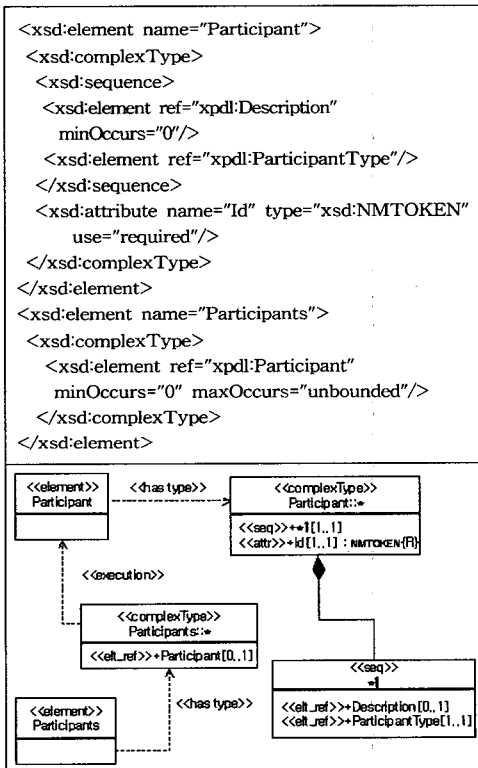 <xsd:element name="Participant">
<xsd:complexType>
<xsd:sequence>
<xsd:element ref="xpdl:Description"
minOccurs="0"/>
<xsd:element ref="xpdl:ParticipantType"/>
</xsd:sequence>
<xsd:attribute name="Id" type="xsd:NMTOKEN"
use="required"/>
</xsd:complexType>
</xsd:element>
<xsd:element name="Participants">
<xsd:complexType>
<xsd:element ref="xpdl:Participant"
minOccurs="0" maxOccurs="unbounded"/>
</xsd:complexType>
</xsd:element>
<<element>>
Participant
<<has type>>
<<complexType>>
Participant::*
<<seq>>+*1[1..1]
<<attr>>+Id[1..1] : NMTOKEN{R}
<<execution>>
<<complexType>>
Participants::*
<<elt_ref>>+Participant[0..1]
<<element>>
Participants
<<has type>>
<<seq>>
*1
<<elt_ref>>+Description[0..1]
<<elt_ref>>+ParticipantType[1..1]